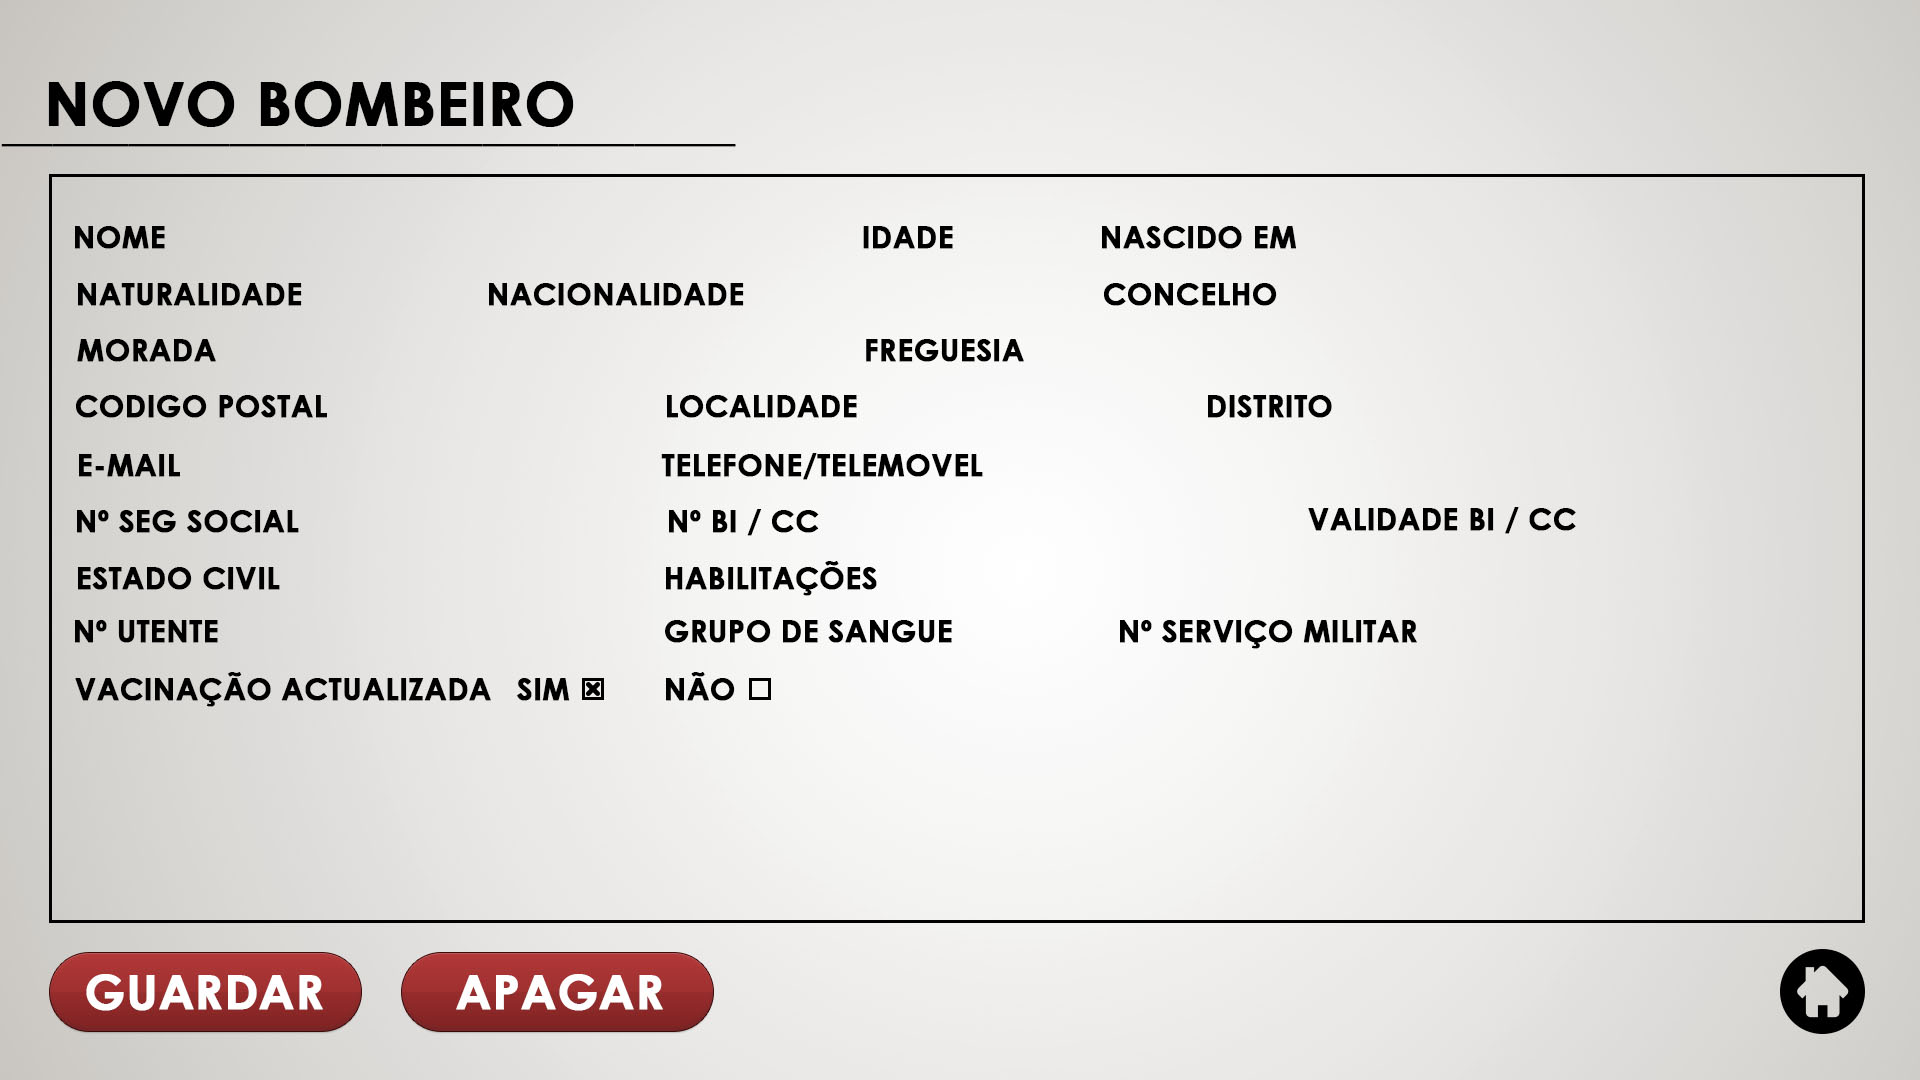 NOVO BOMBEIRO
NOME IDADE NASCIDO EM
NATURALIDADE NACIONALIDADE CONCELHO
MORADA FREGUESIA
CODIGO POSTAL LOCALIDADE DISTRITO
E-MAIL TELEFONE/TELEMOVEL
Nº SEG SOCIAL Nº BI / CC VALIDADE BI / CC
ESTADO CIVIL HABILITAÇÕES
Nº UTENTE GRUPO DE SANGUE Nº SERVIÇO MILITAR
VACINAÇÃO ACTUALIZADA SIM ☒ NÃO ☐
GUARDAR APAGAR